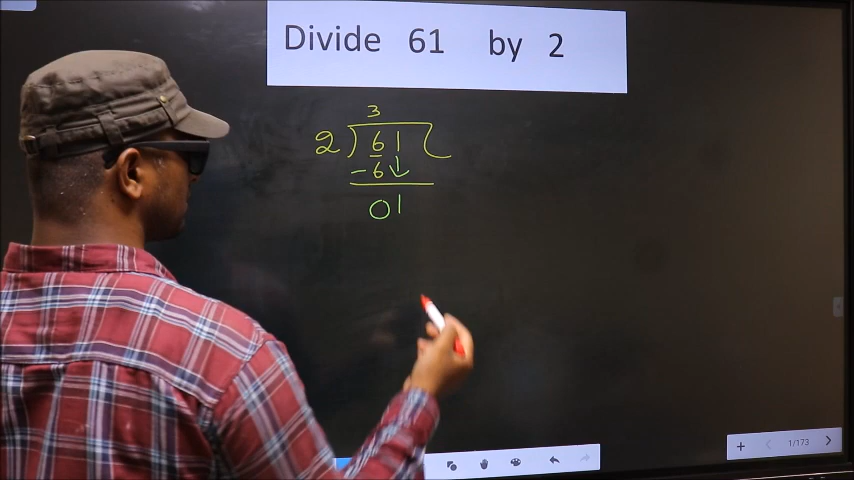 Divide 61 by 2
3
2) 61 (
-6↓
01
+ < 1/173 >